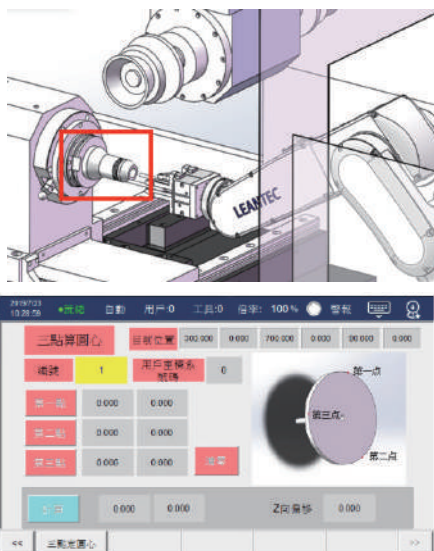 LEANTEC
2019/7/23
10:28:59
●就绪 自動 用戶:0 工具:0 倍率: 100% 警報
三點算圓心 目前位置 300.000 0.000 -700.000 0.000 90.000 0.000
編號 1 用戶座標系號碼 0
第一點 0.000 0.000
第二點 0.000 0.000
第三點 0.000 0.000
第一点
第三点
第二点
0.000 0.000 Z向偏移 0.000
<< 三點定圓心 >>